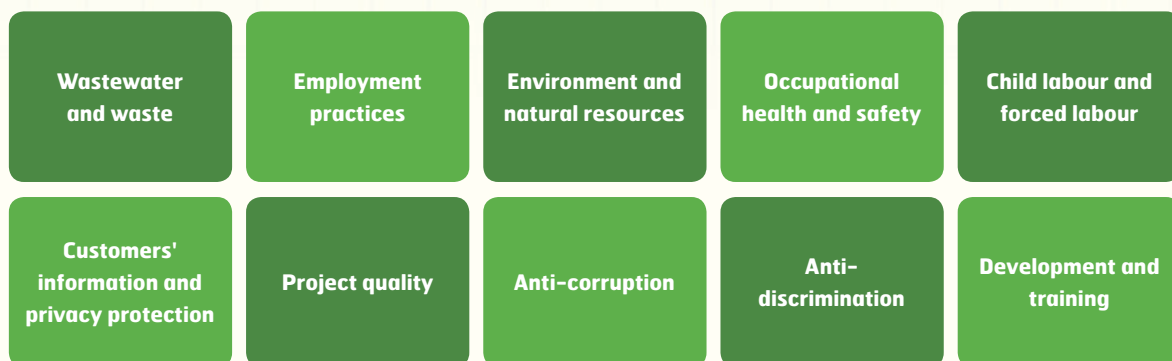 Wastewater
and waste
Employment
practices
Environment and
natural resources
Occupational
health and safety
Child labour and
forced labour
Customers'
information and
privacy protection
Project quality
Anti-corruption
Anti-
discrimination
Development and
training